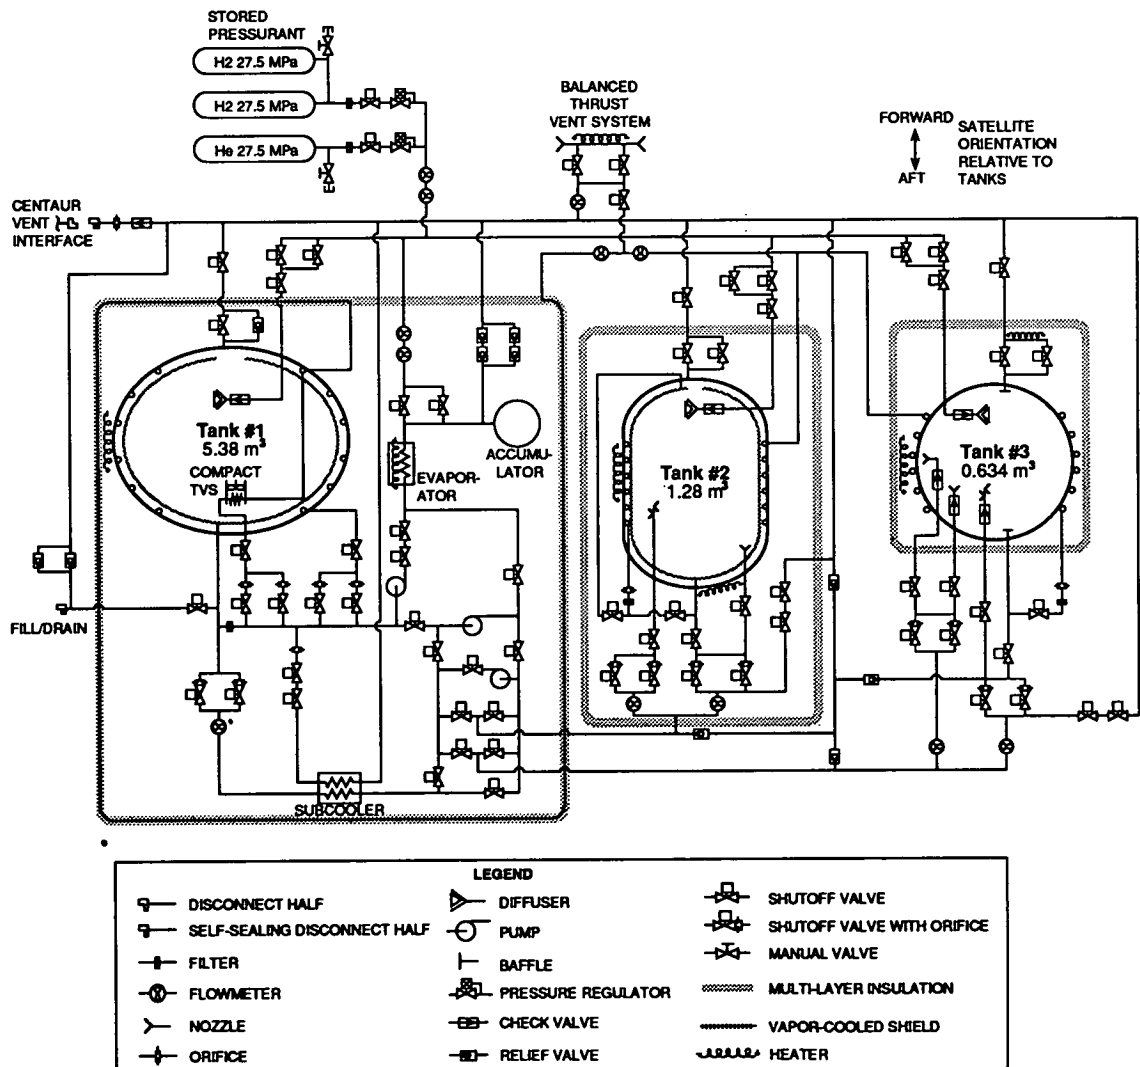 STORED
PRESSURANT
H2 27.5 MPa
H2 27.5 MPa
He 27.5 MPa
BALANCED
THRUST
VENT SYSTEM
FORWARD
AFT
SATELLITE
ORIENTATION
RELATIVE TO
TANKS
CENTAUR
VENT
INTERFACE
Tank #1
5.38 m³
COMPACT
TVS
EVAPOR-
ATOR
ACCUMU-
LATOR
Tank #2
1.28 m³
Tank #3
0.634 m³
FILL/DRAIN
SUBCOOLER
LEGEND
DISCONNECT HALF
SELF-SEALING DISCONNECT HALF
FILTER
FLOWMETER
NOZZLE
ORIFICE
DIFFUSER
PUMP
BAFFLE
PRESSURE REGULATOR
CHECK VALVE
RELIEF VALVE
SHUTOFF VALVE
SHUTOFF VALVE WITH ORIFICE
MANUAL VALVE
MULTI-LAYER INSULATION
VAPOR-COOLED SHIELD
HEATER